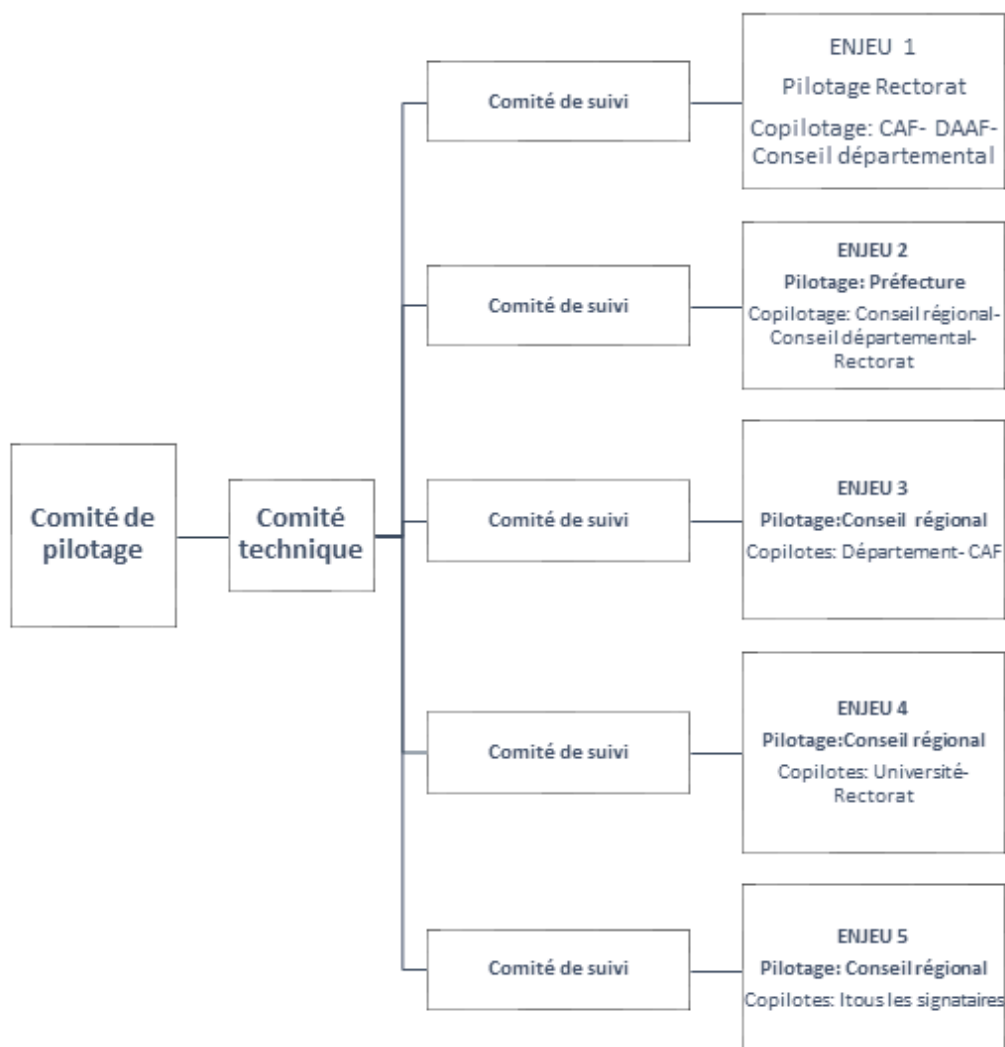 Comité de
pilotage
Comité
technique
Comité de suivi
ENJEU 1
Pilotage Rectorat
Copilotage: CAF- DAAF-
Conseil départemental
Comité de suivi
ENJEU 2
Pilotage: Préfecture
Copilotage: Conseil régional-
Conseil départemental-
Rectorat
Comité de suivi
ENJEU 3
Pilotage:Conseil régional
Copilotes: Département- CAF
Comité de suivi
ENJEU 4
Pilotage:Conseil régional
Copilotes: Université-
Rectorat
Comité de suivi
ENJEU 5
Pilotage: Conseil régional
Copilotes: Itous les signataires